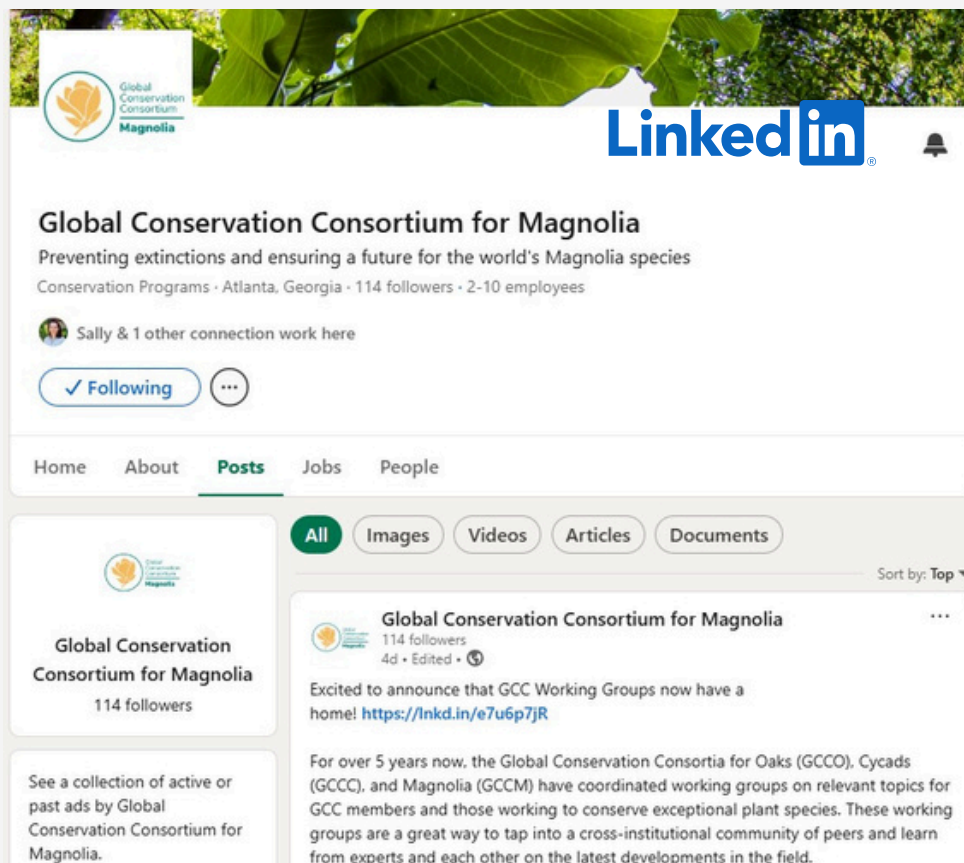 Global
Conservation
Consortium
Magnolia
Linked in®
Global Conservation Consortium for Magnolia
Preventing extinctions and ensuring a future for the world's Magnolia species
Conservation Programs · Atlanta, Georgia · 114 followers · 2-10 employees
Sally & 1 other connection work here
✓ Following ···
Home About Posts Jobs People
All Images Videos Articles Documents
Sort by: Top
Global
Conservation
Consortium
Magnolia
Global Conservation
Consortium for Magnolia
114 followers
See a collection of active or
past ads by Global
Conservation Consortium for
Magnolia.
Global Conservation Consortium for Magnolia ···
114 followers
4d • Edited •
Excited to announce that GCC Working Groups now have a
home! https://lnkd.in/e7u6p7jR
For over 5 years now, the Global Conservation Consortia for Oaks (GCCO), Cycads
(GCCC), and Magnolia (GCCM) have coordinated working groups on relevant topics for
GCC members and those working to conserve exceptional plant species. These working
groups are a great way to tap into a cross-institutional community of peers and learn
from experts and each other on the latest developments in the field.